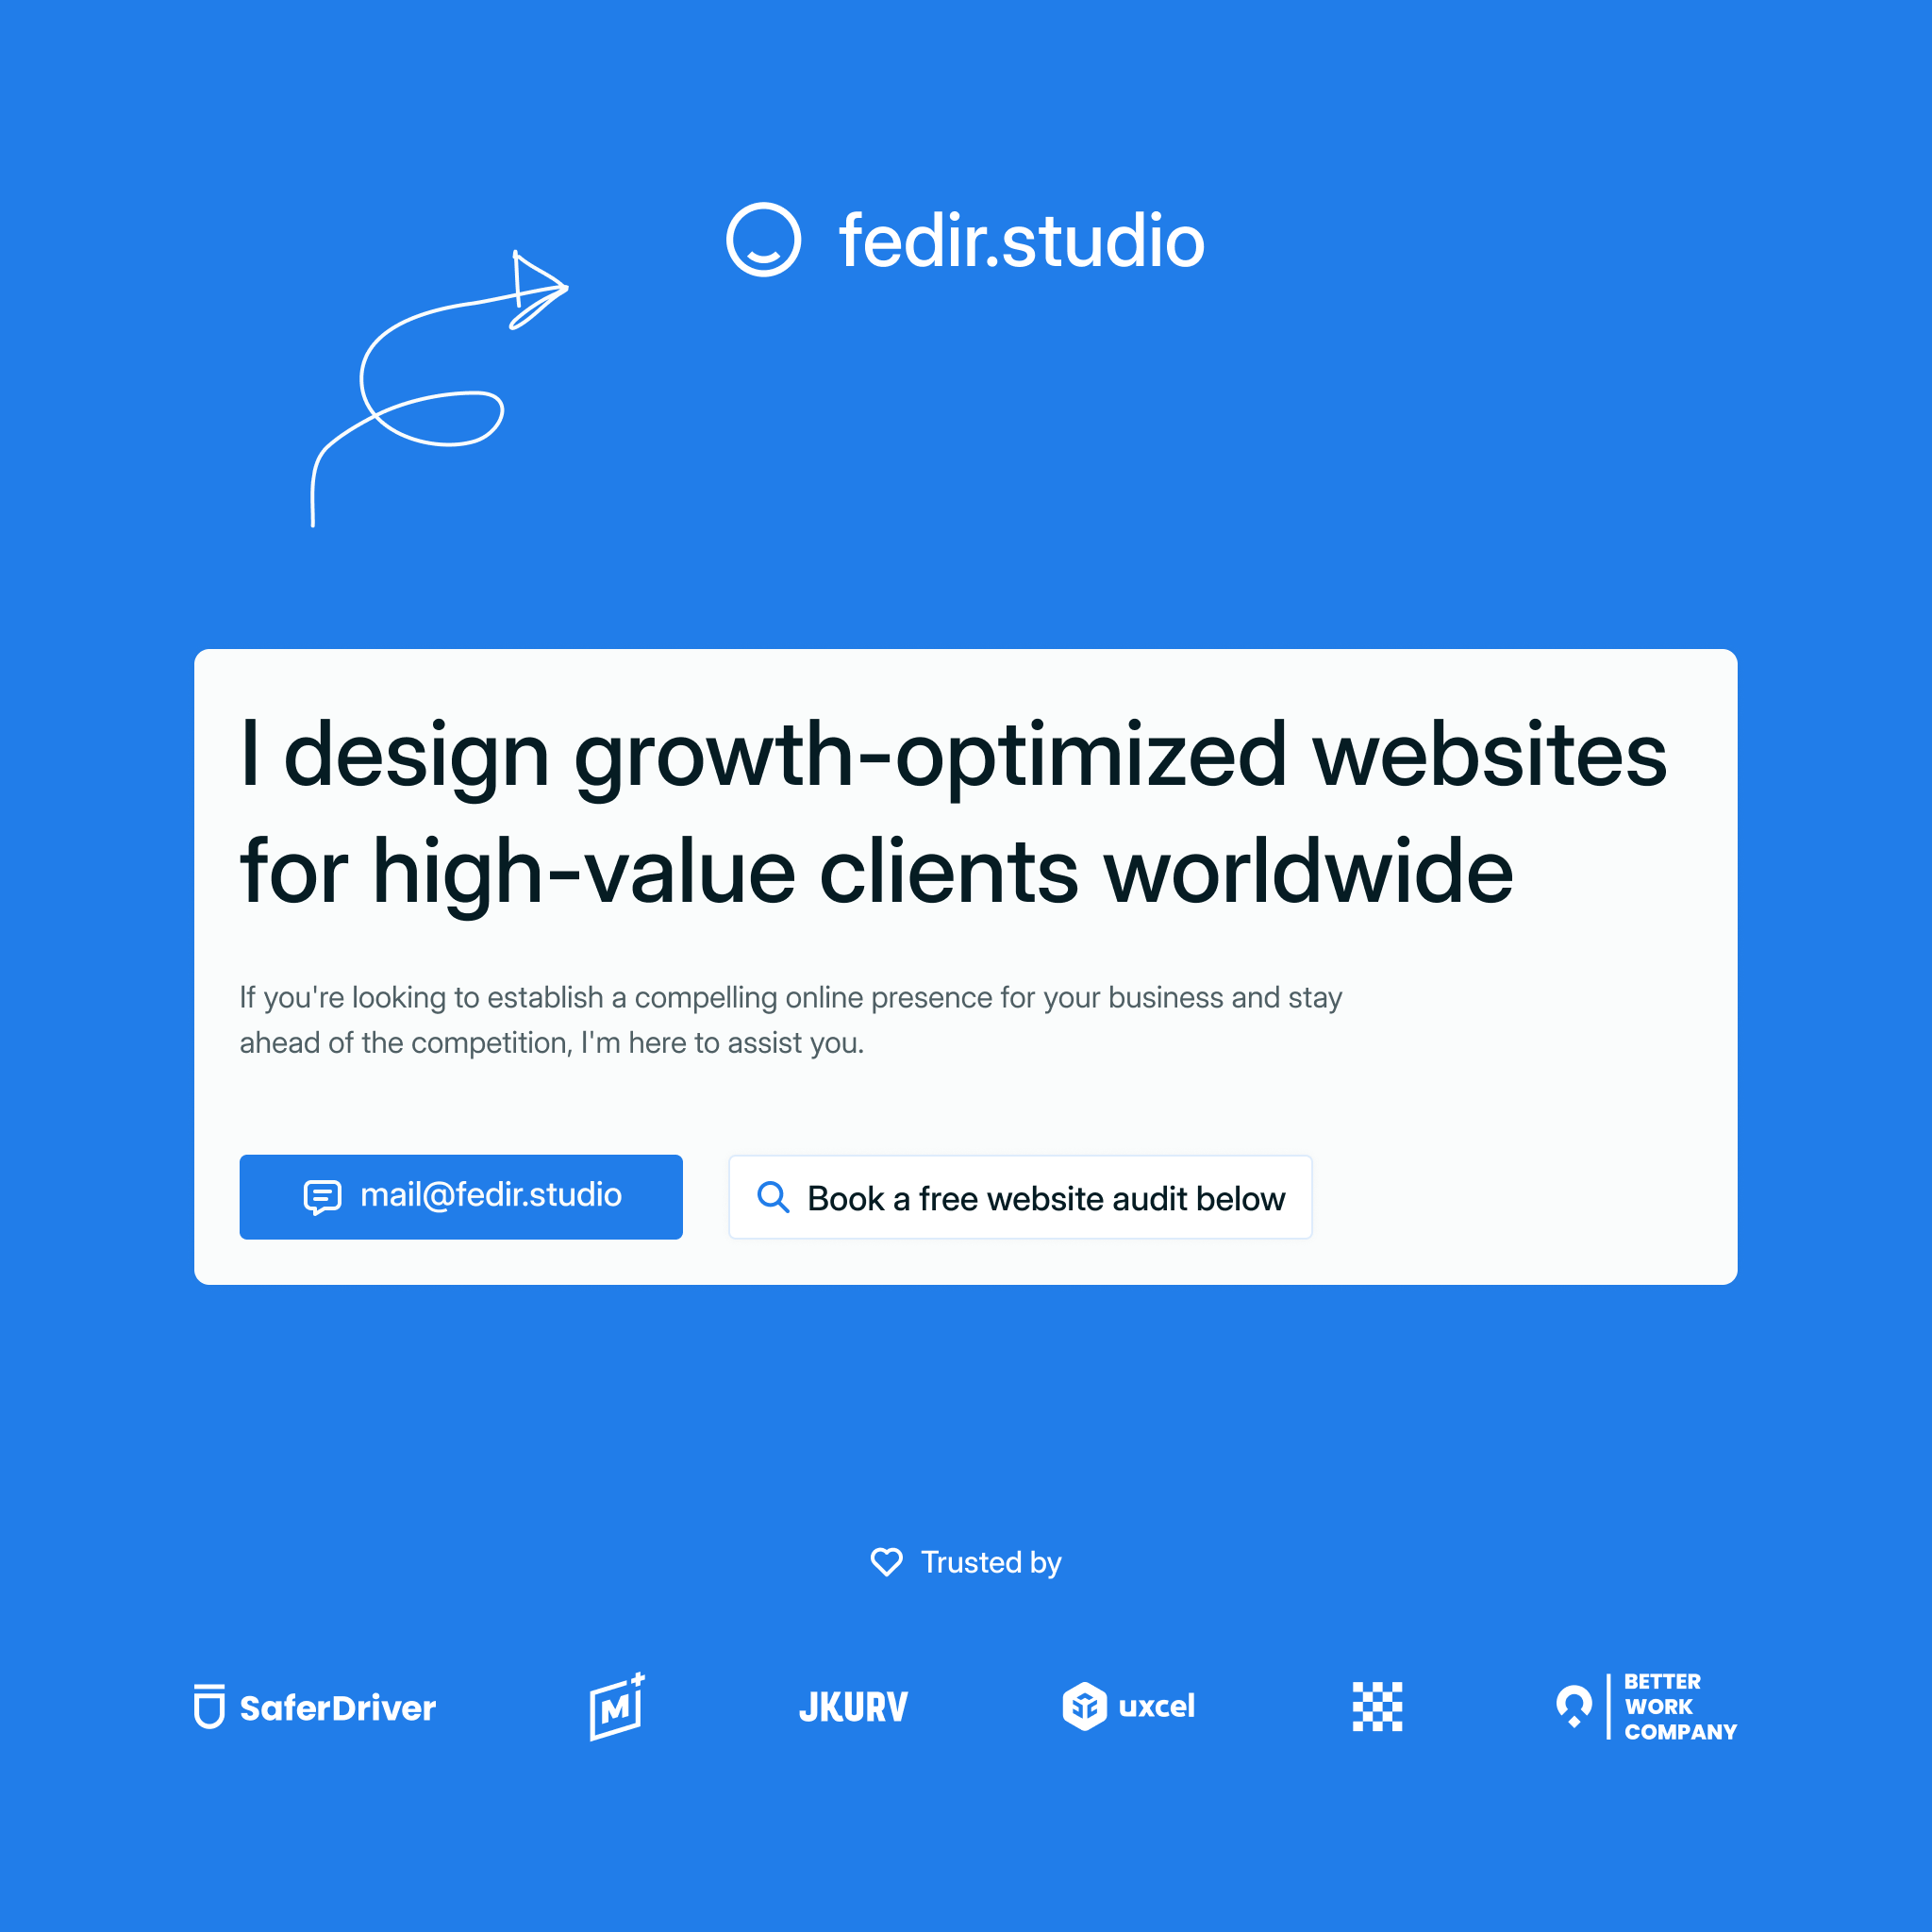 fedir.studio
I design growth-optimized websites
for high-value clients worldwide
If you're looking to establish a compelling online presence for your business and stay
ahead of the competition, I'm here to assist you.
mail@fedir.studio
Book a free website audit below
Trusted by
SaferDriver
M+
JKURV
uxcel
BETTER
WORK
COMPANY